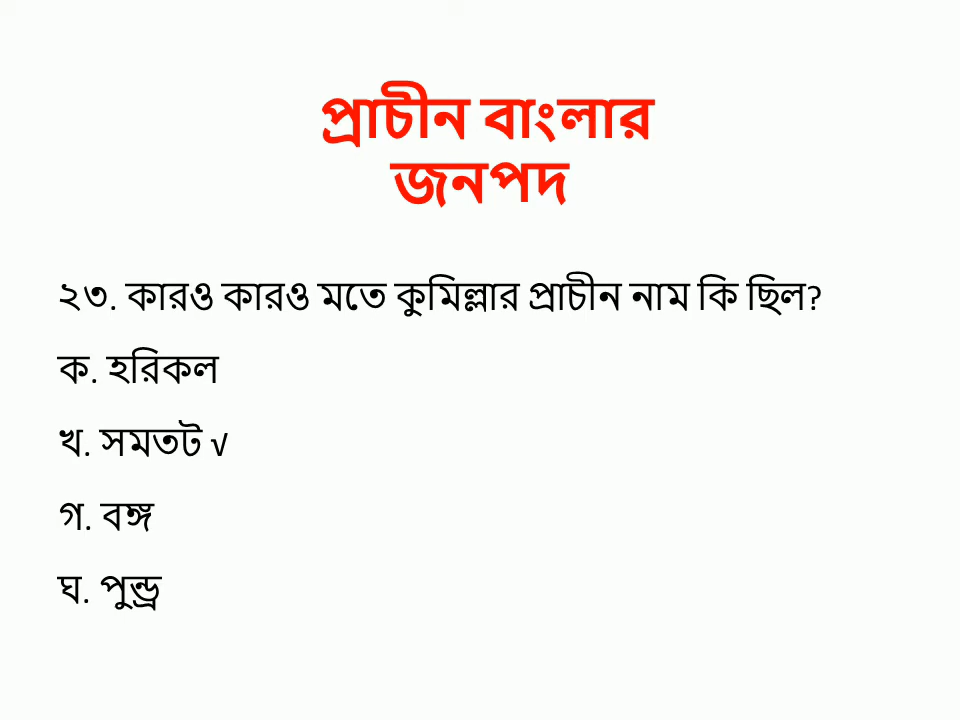 প্রাচীন বাংলার
জনপদ
২৩. কারও কারও মতে কুমিল্লার প্রাচীন নাম কি ছিল?
ক. হরিকল
খ. সমতট √
গ. বঙ্গ
ঘ. পুন্ড্র